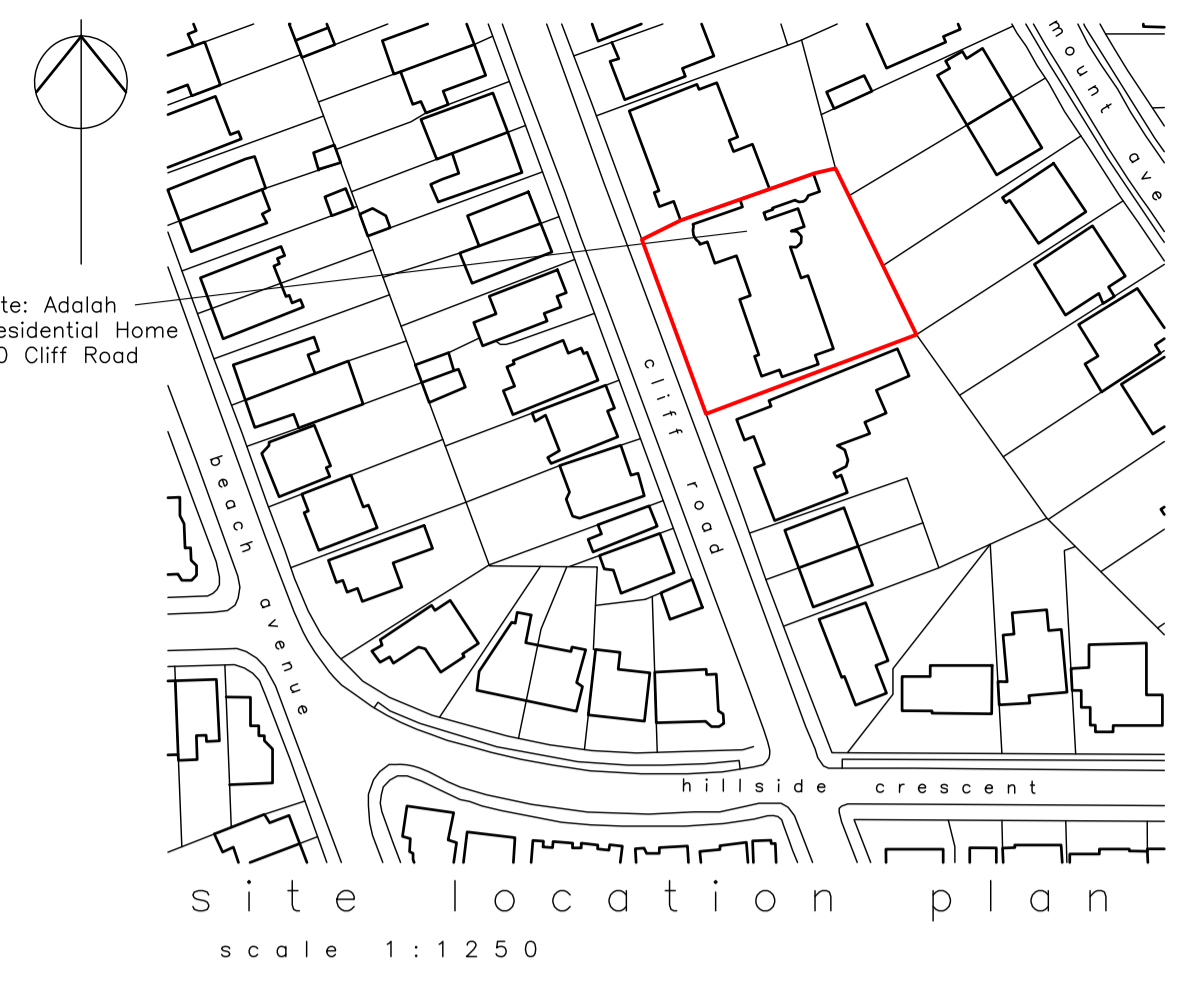 mount ave
te: Adalah
esidential Home
0 Cliff Road
cliff road
beach avenue
hillside crescent
site location plan
scale 1:1250